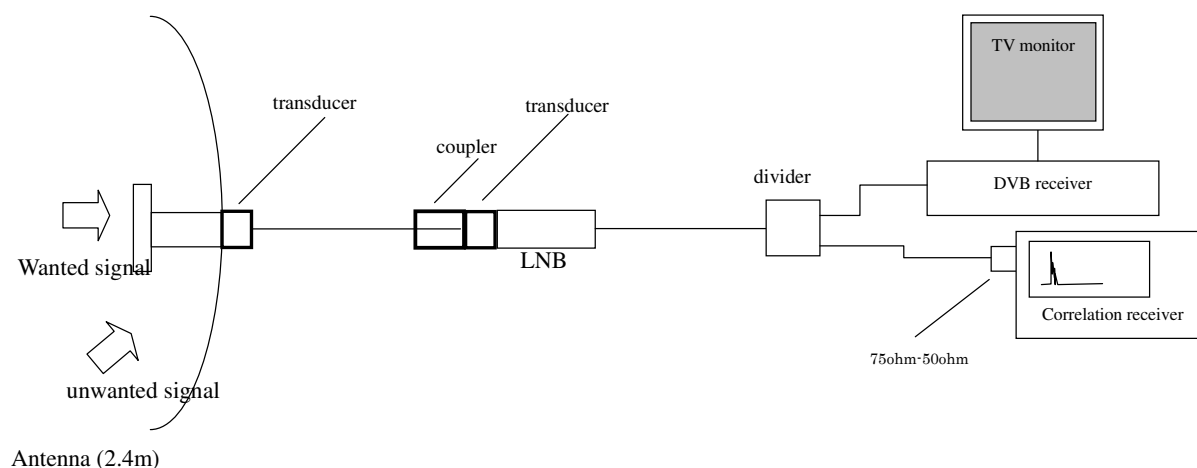 TV monitor
transducer
transducer
coupler
divider
DVB receiver
Wanted signal
LNB
Correlation receiver
75ohm-50ohm
unwanted signal
Antenna (2.4m)